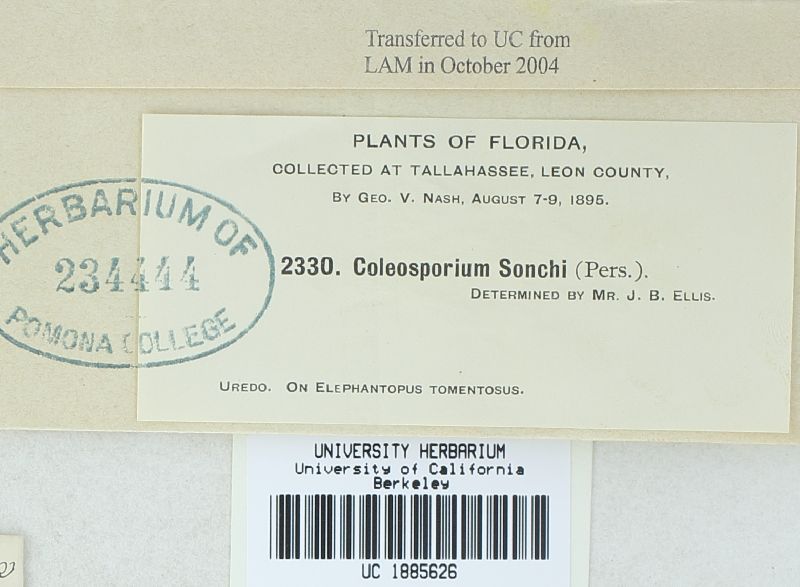 Transferred to UC from
LAM in October 2004
PLANTS OF FLORIDA,
COLLECTED AT TALLAHASSEE, LEON COUNTY,
BY GEO. V. NASH, AUGUST 7-9, 1895.
HERBARIUM OF
234444
POMONA COLLEGE
2330. Coleosporium Sonchi (Pers.).
DETERMINED BY MR. J. B. ELLIS.
UREDO. ON ELEPHANTOPUS TOMENTOSUS.
UNIVERSITY HERBARIUM
University of California
Berkeley
UC 1885626